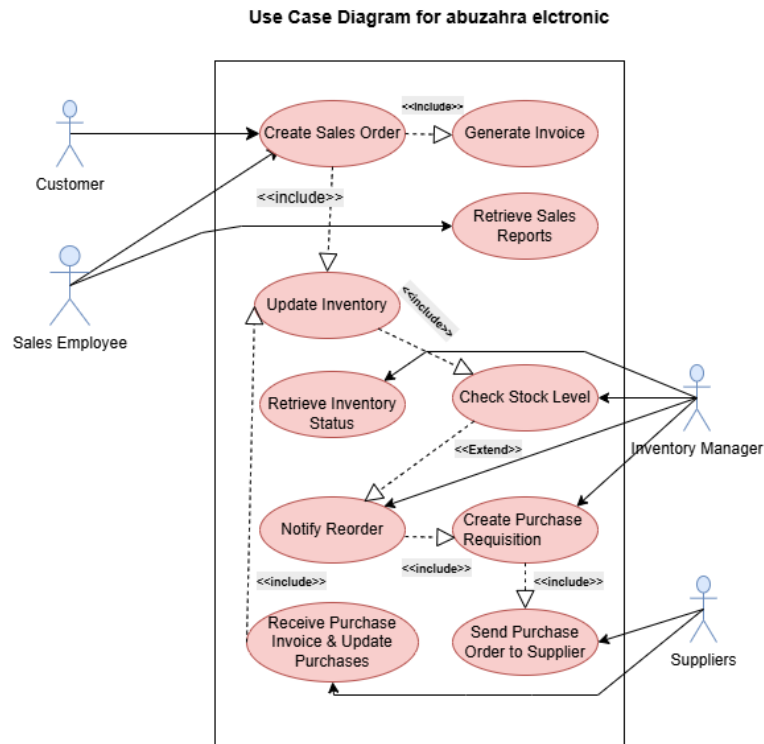 Use Case Diagram for abuzahra elctronic
<<include>>
Create Sales Order
Generate Invoice
Customer
<<include>>
Retrieve Sales
Reports
Sales Employee
Update Inventory
<<include>>
Retrieve Inventory
Status
Check Stock Level
Inventory Manager
<<Extend>>
Notify Reorder
Create Purchase
Requisition
<<include>>
<<include>>
<<include>>
Receive Purchase
Invoice & Update
Purchases
Send Purchase
Order to Supplier
Suppliers